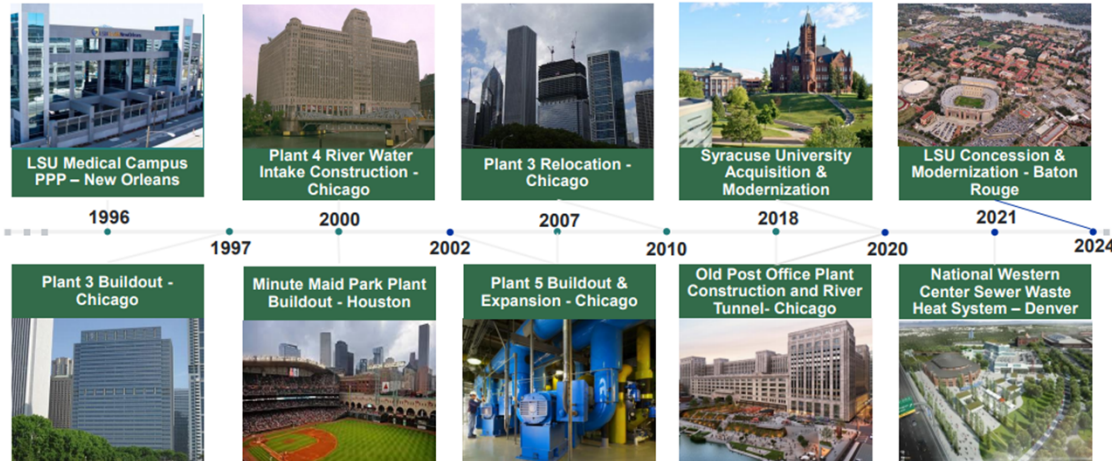 LSU Medical Campus
PPP – New Orleans
Plant 4 River Water
Intake Construction -
Chicago
Plant 3 Relocation -
Chicago
Syracuse University
Acquisition &
Modernization
LSU Concession &
Modernization - Baton
Rouge
1996
2000
2007
2018
2021
1997
2002
2010
2020
2024
Plant 3 Buildout -
Chicago
Minute Maid Park Plant
Buildout - Houston
Plant 5 Buildout &
Expansion - Chicago
Old Post Office Plant
Construction and River
Tunnel- Chicago
National Western
Center Sewer Waste
Heat System – Denver